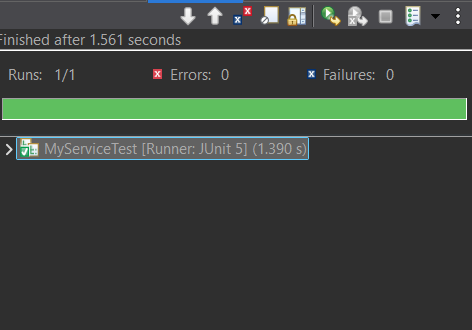 Finished after 1.561 seconds
Runs: 1/1 Errors: 0 Failures: 0
MyServiceTest [Runner: JUnit 5] (1.390 s)